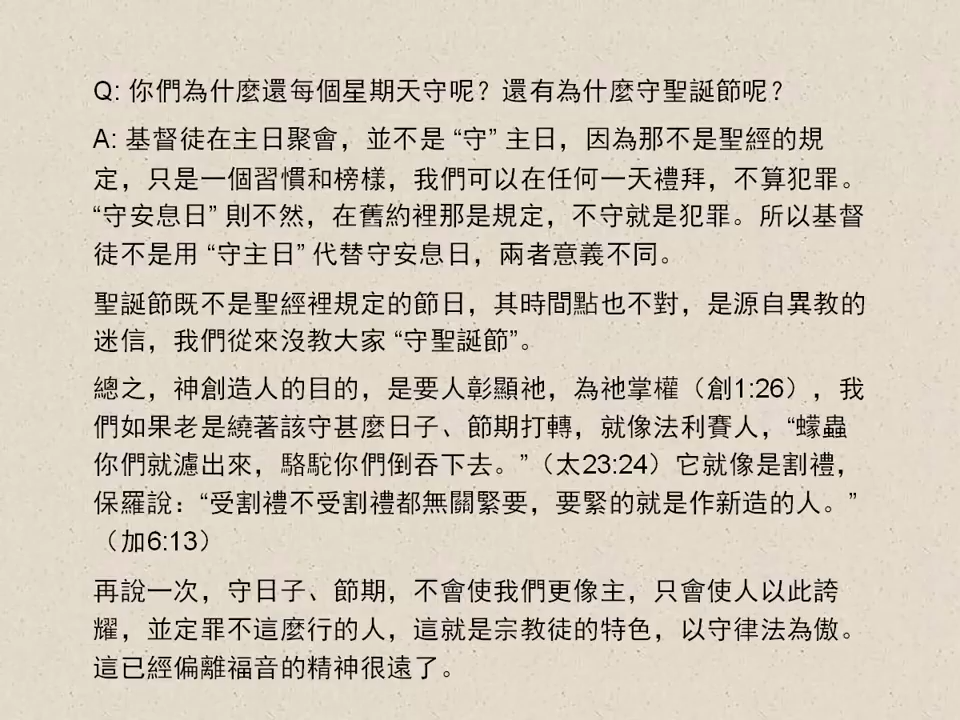 Q: 你們為什麼還每個星期天守呢？還有為什麼守聖誕節呢？
A: 基督徒在主日聚會，並不是 “守” 主日，因為那不是聖經的規
定，只是一個習慣和榜樣，我們可以在任何一天禮拜，不算犯罪。
“守安息日” 則不然，在舊約裡那是規定，不守就是犯罪。所以基督
徒不是用 “守主日” 代替守安息日，兩者意義不同。
聖誕節既不是聖經裡規定的節日，其時間點也不對，是源自異教的
迷信，我們從來沒教大家 “守聖誕節”。
總之，神創造人的目的，是要人彰顯祂，為祂掌權（創1:26），我
們如果老是繞著該守甚麼日子、節期打轉，就像法利賽人，“蠓蟲
你們就濾出來，駱駝你們倒吞下去。”（太23:24）它就像是割禮，
保羅說：“受割禮不受割禮都無關緊要，要緊的就是作新造的人。”
（加6:13）
再說一次，守日子、節期，不會使我們更像主，只會使人以此誇
耀，並定罪不這麼行的人，這就是宗教徒的特色，以守律法為傲。
這已經偏離福音的精神很遠了。